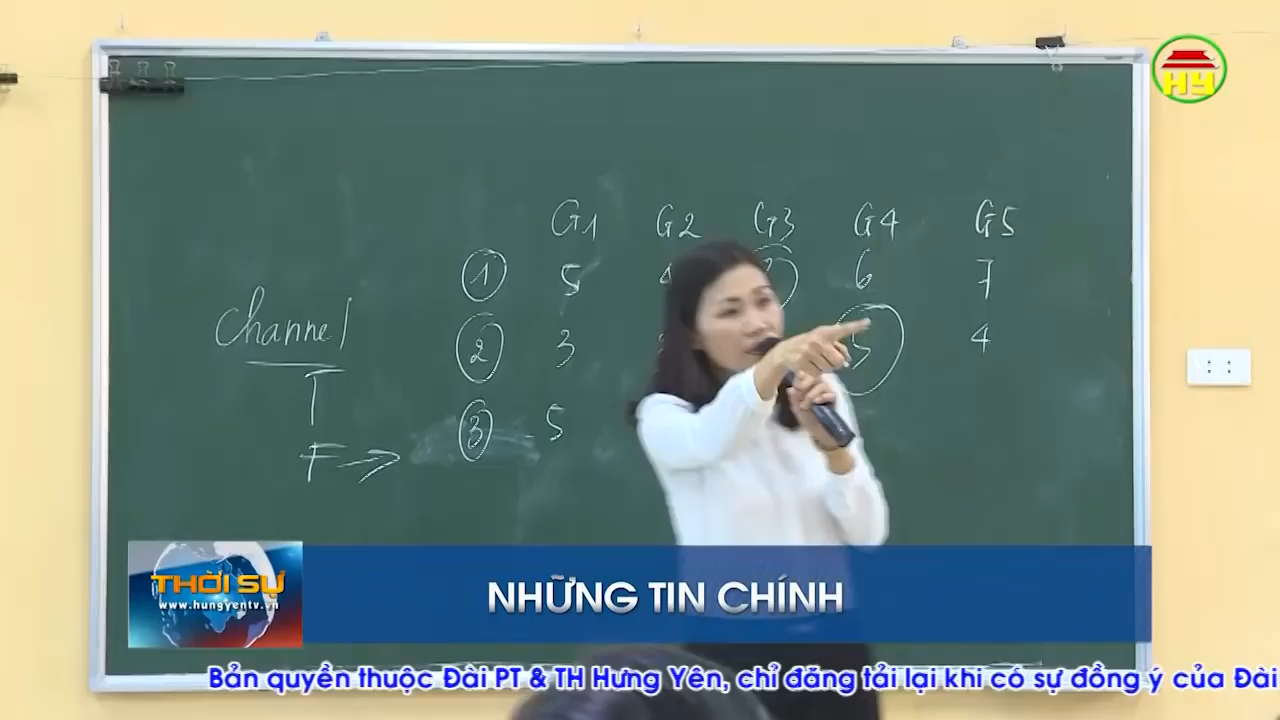 HY
G1 G2 G3 G4 G5
1 5 6 7
Channel 2 3 5 4
T
F → 3 5
THỜI SỰ
www.hungyentv.vn
NHỮNG TIN CHÍNH
Bản quyền thuộc Đài PT & TH Hưng Yên, chỉ đăng tải lại khi có sự đồng ý của Đài